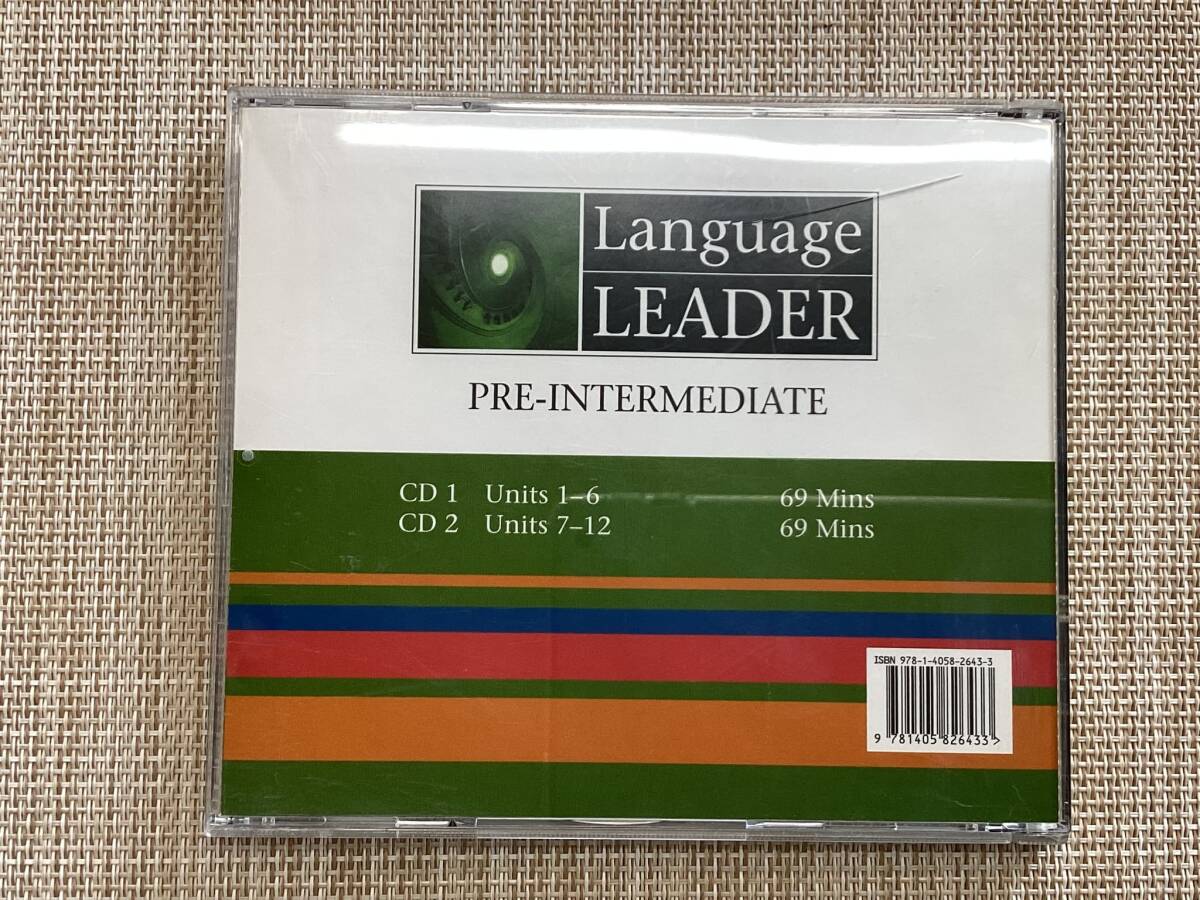 Language
LEADER
PRE-INTERMEDIATE
CD 1 Units 1–6 69 Mins
CD 2 Units 7–12 69 Mins
ISBN 978-1-4058-2643-3
9 781405 826433 >